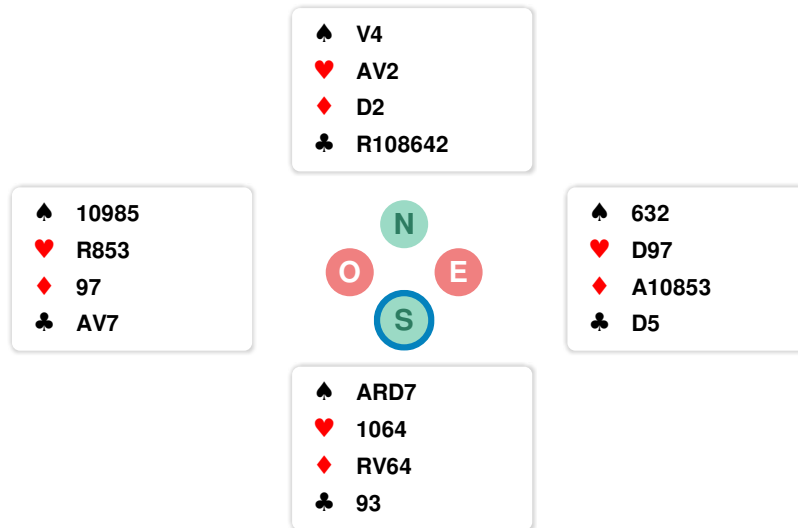 ♠ V4
♥ AV2
♦ D2
♣ R108642
♠ 10985
♥ R853
♦ 97
♣ AV7
N
O E
S
♠ 632
♥ D97
♦ A10853
♣ D5
♠ ARD7
♥ 1064
♦ RV64
♣ 93